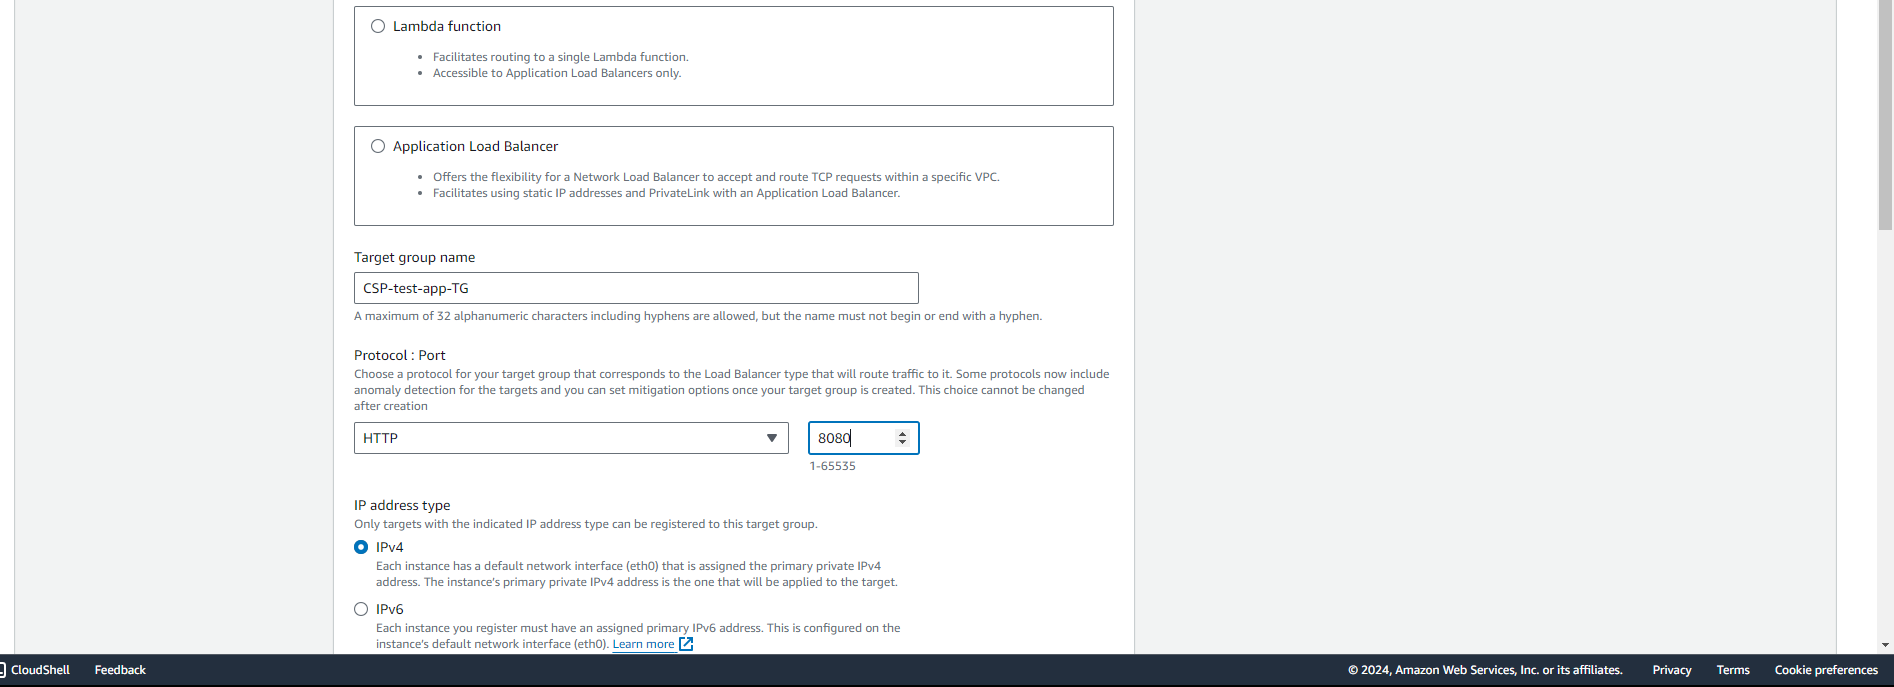 Lambda function
Facilitates routing to a single Lambda function.
Accessible to Application Load Balancers only.
Application Load Balancer
Offers the flexibility for a Network Load Balancer to accept and route TCP requests within a specific VPC.
Facilitates using static IP addresses and PrivateLink with an Application Load Balancer.
Target group name
CSP-test-app-TG
A maximum of 32 alphanumeric characters including hyphens are allowed, but the name must not begin or end with a hyphen.
Protocol : Port
Choose a protocol for your target group that corresponds to the Load Balancer type that will route traffic to it. Some protocols now include
anomaly detection for the targets and you can set mitigation options once your target group is created. This choice cannot be changed
after creation
HTTP
8080
1-65535
IP address type
Only targets with the indicated IP address type can be registered to this target group.
IPv4
Each instance has a default network interface (eth0) that is assigned the primary private IPv4
address. The instance's primary private IPv4 address is the one that will be applied to the target.
IPv6
Each instance you register must have an assigned primary IPv6 address. This is configured on the
instance's default network interface (eth0). Learn more
CloudShell Feedback © 2024, Amazon Web Services, Inc. or its affiliates. Privacy Terms Cookie preferences